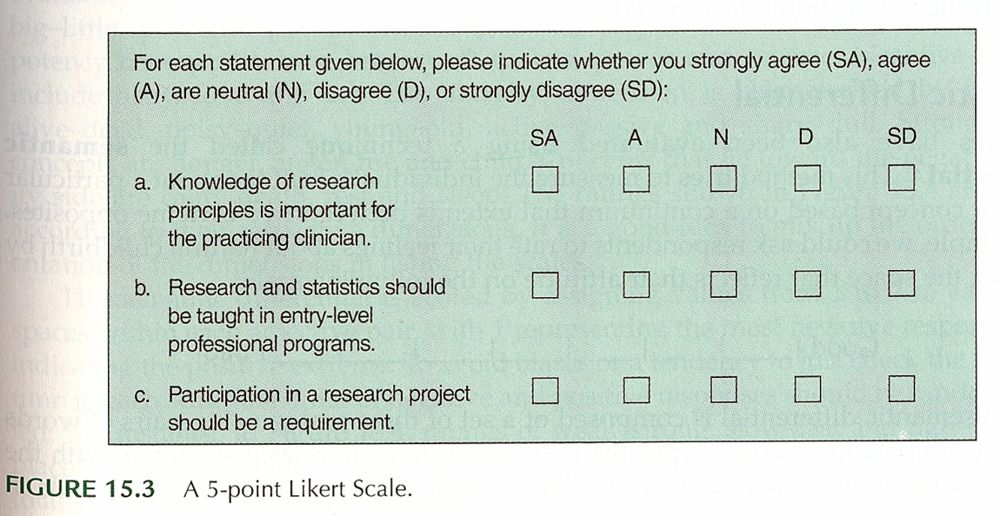 For each statement given below, please indicate whether you strongly agree (SA), agree
(A), are neutral (N), disagree (D), or strongly disagree (SD):
SA A N D SD
a. Knowledge of research
principles is important for
the practicing clinician.
b. Research and statistics should
be taught in entry-level
professional programs.
c. Participation in a research project
should be a requirement.
FIGURE 15.3 A 5-point Likert Scale.